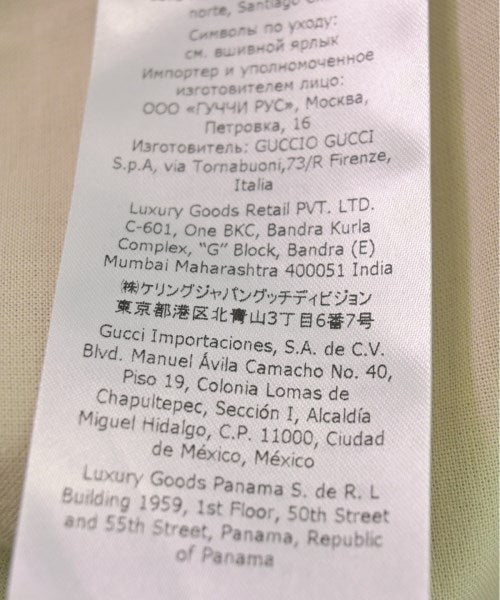 norte, Santiago
Символы по уходу:
см. вшивной ярлык
Импортер и уполномоченное
изготовителем лицо:
ООО «ГУЧЧИ РУС», Москва,
Петровка, 16
Изготовитель: GUCCIO GUCCI
S.p.A, via Tornabuoni,73/R Firenze,
Italia
Luxury Goods Retail PVT. LTD.
C-601, One BKC, Bandra Kurla
Complex, “G” Block, Bandra (E)
Mumbai Maharashtra 400051 India
㈱ケリングジャパングッチディビジョン
東京都港区北青山3丁目6番7号
Gucci Importaciones, S.A. de C.V.
Blvd. Manuel Ávila Camacho No. 40,
Piso 19, Colonia Lomas de
Chapultepec, Sección I, Alcaldía
Miguel Hidalgo, C.P. 11000, Ciudad
de México, México
Luxury Goods Panama S. de R. L
Building 1959, 1st Floor, 50th Street
and 55th Street, Panama, Republic
of Panama